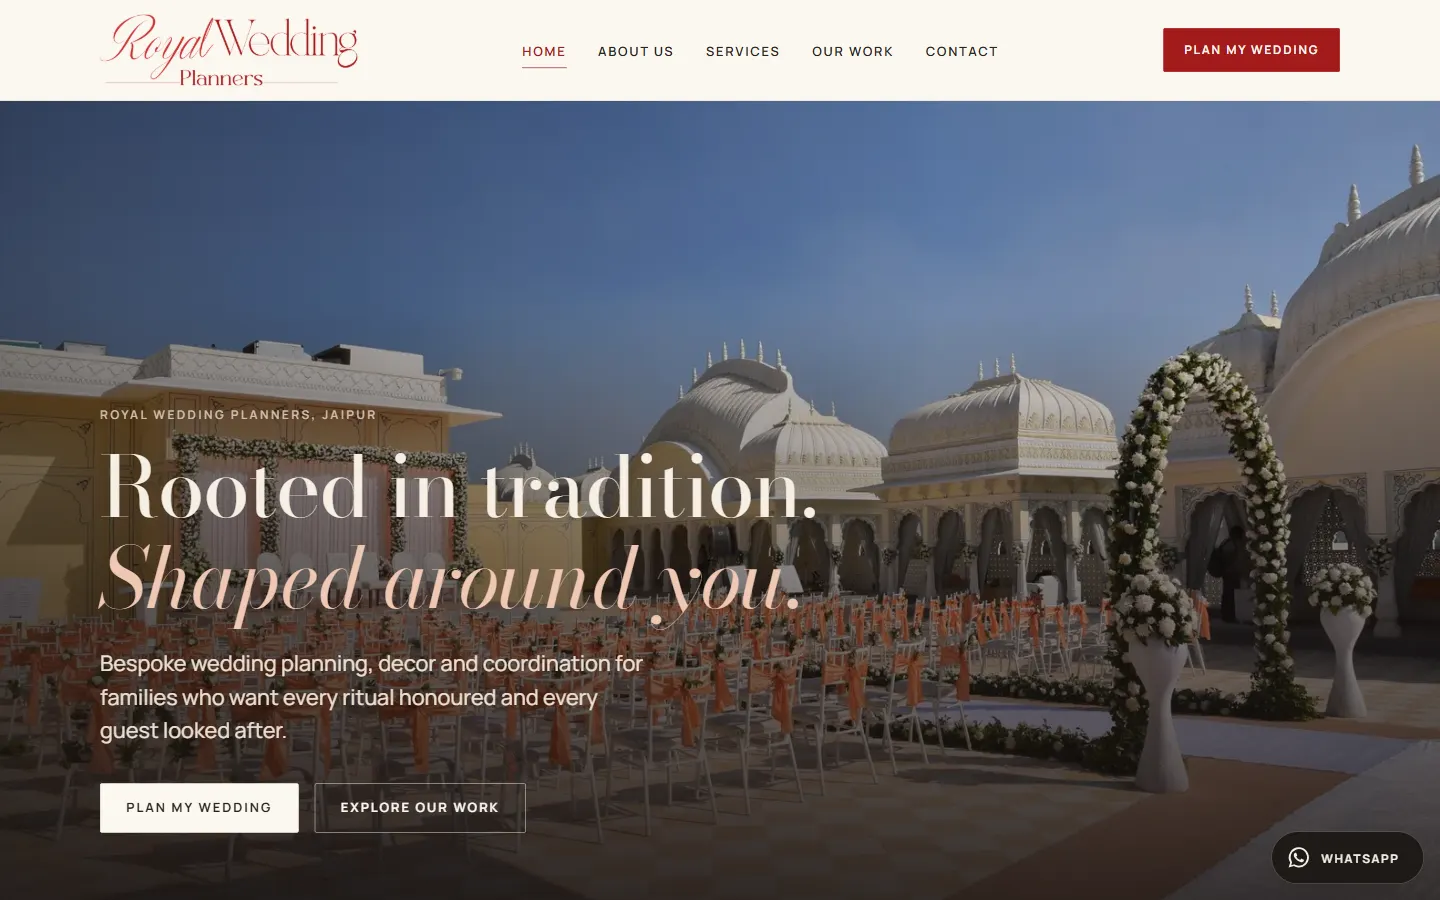 Royal Wedding
Planners
HOME
ABOUT US
SERVICES
OUR WORK
CONTACT
PLAN MY WEDDING
ROYAL WEDDING PLANNERS, JAIPUR
Rooted in tradition.
Shaped around you.
Bespoke wedding planning, decor and coordination for
families who want every ritual honoured and every
guest looked after.
PLAN MY WEDDING
EXPLORE OUR WORK
WHATSAPP